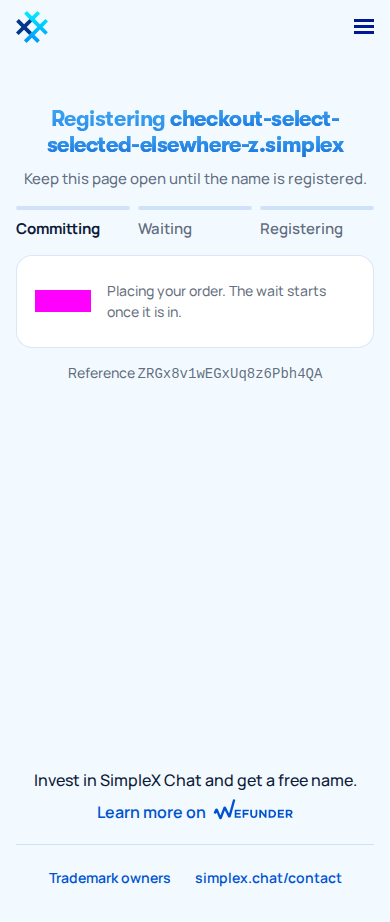 Registering checkout-select-
selected-elsewhere-z.simplex
Keep this page open until the name is registered.
Committing Waiting Registering
Placing your order. The wait starts
once it is in.
Reference ZRGx8v1wEGxUq8z6Pbh4QA
Invest in SimpleX Chat and get a free name.
Learn more on WEFUNDER
Trademark owners simplex.chat/contact